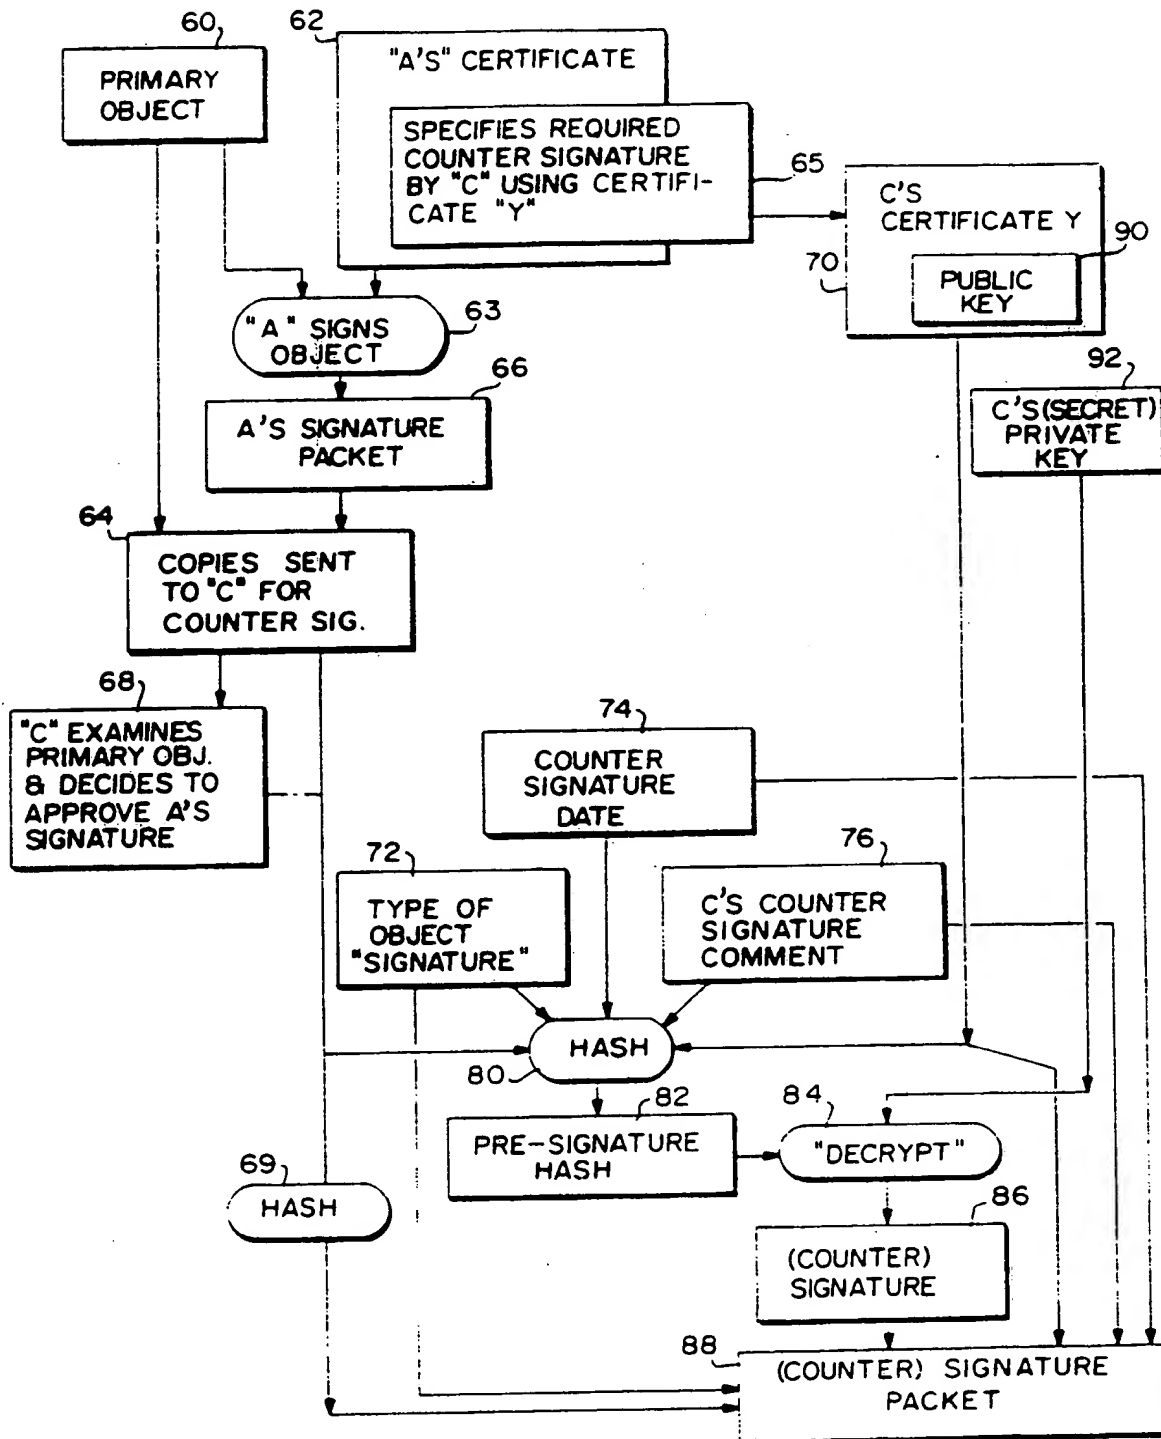 60
PRIMARY
OBJECT
62
"A'S" CERTIFICATE
SPECIFIES REQUIRED
COUNTER SIGNATURE
BY "C" USING CERTIFI-
CATE "Y"
65
C'S
CERTIFICATE Y
70
90
PUBLIC
KEY
"A" SIGNS
OBJECT
63
66
A'S SIGNATURE
PACKET
92
C'S (SECRET)
PRIVATE
KEY
64
COPIES SENT
TO "C" FOR
COUNTER SIG.
68
"C" EXAMINES
PRIMARY OBJ.
& DECIDES TO
APPROVE A'S
SIGNATURE
74
COUNTER
SIGNATURE
DATE
72
TYPE OF
OBJECT
"SIGNATURE"
76
C'S COUNTER
SIGNATURE
COMMENT
HASH
80
82
PRE-SIGNATURE
HASH
84
"DECRYPT"
69
HASH
86
(COUNTER)
SIGNATURE
88
(COUNTER) SIGNATURE
PACKET